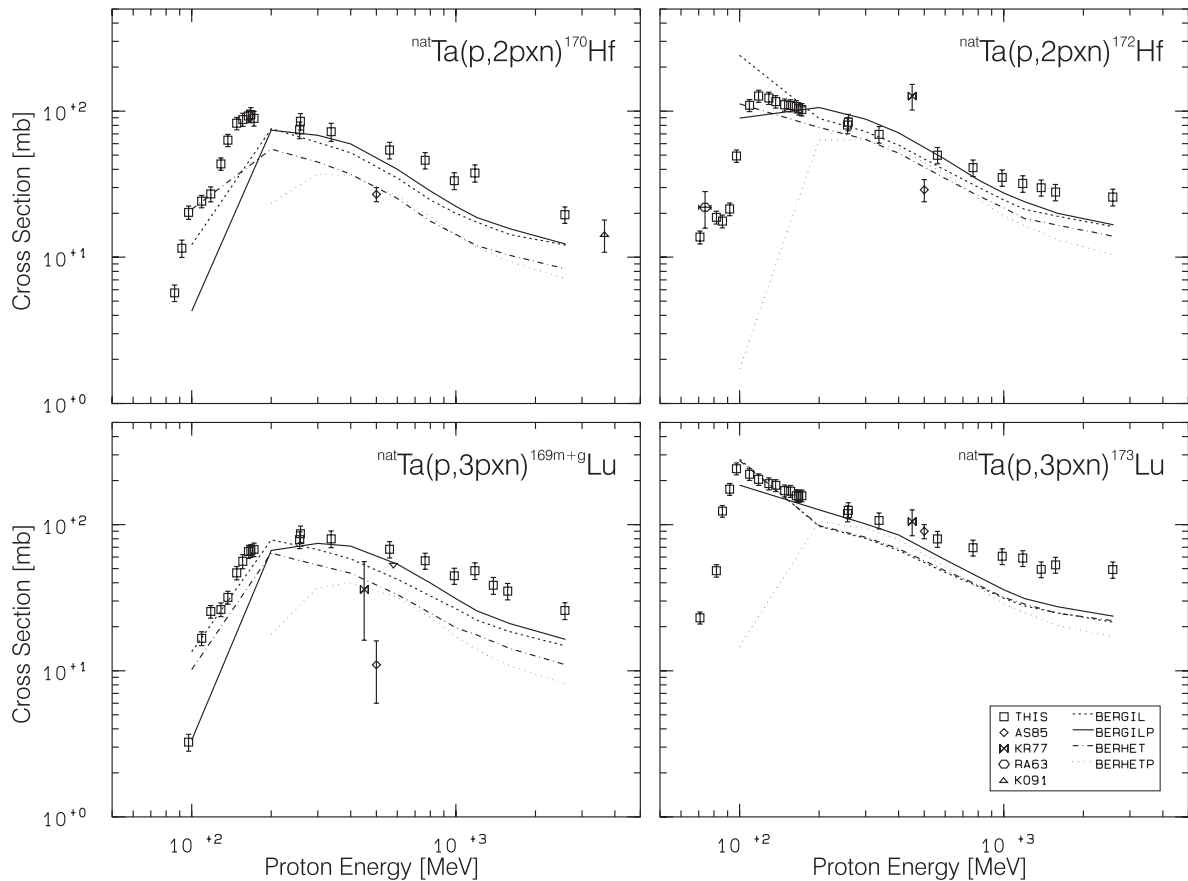 natTa(p,2pxn)170Hf
natTa(p,2pxn)172Hf
Cross Section [mb]
10+2
10+1
10+0
natTa(p,3pxn)169m+gLu
natTa(p,3pxn)173Lu
Cross Section [mb]
10+2
10+1
10+0
THIS
AS85
KR77
RA63
KO91
BERGIL
BERGILP
BERHET
BERHETP
10+2
10+3
10+2
10+3
Proton Energy [MeV]
Proton Energy [MeV]